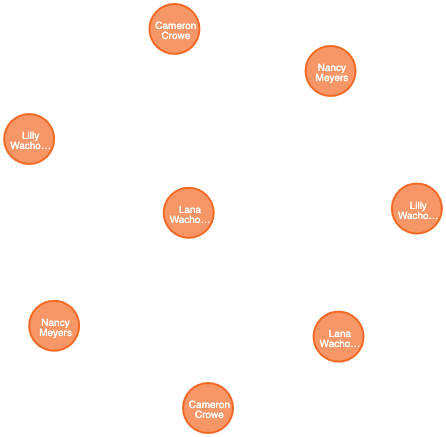 Cameron
Crowe
Nancy
Meyers
Lilly
Wacho...
Lana
Wacho...
Lilly
Wacho...
Nancy
Meyers
Lana
Wacho...
Cameron
Crowe